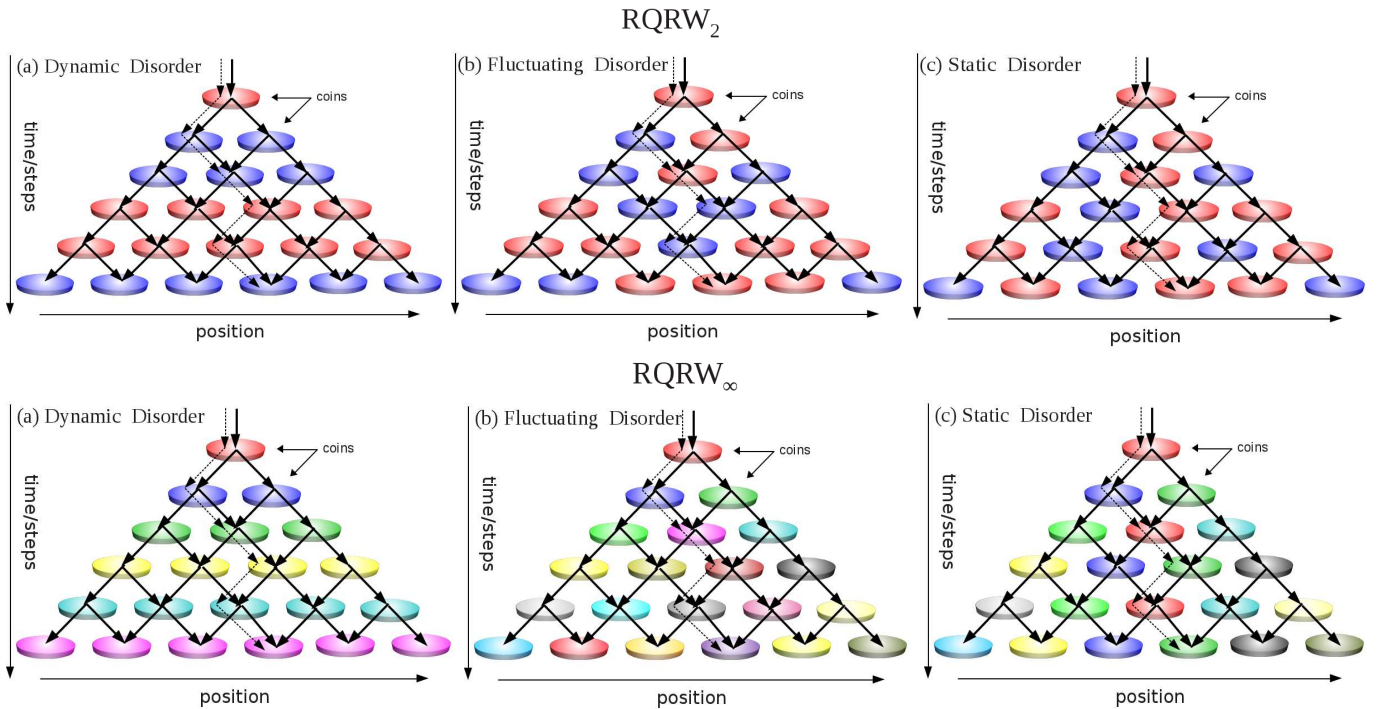 RQRW₂
(a) Dynamic Disorder
coins
time/steps
position
(b) Fluctuating Disorder
coins
time/steps
position
(c) Static Disorder
coins
time/steps
position
RQRW∞
(a) Dynamic Disorder
coins
time/steps
position
(b) Fluctuating Disorder
coins
time/steps
position
(c) Static Disorder
coins
time/steps
position